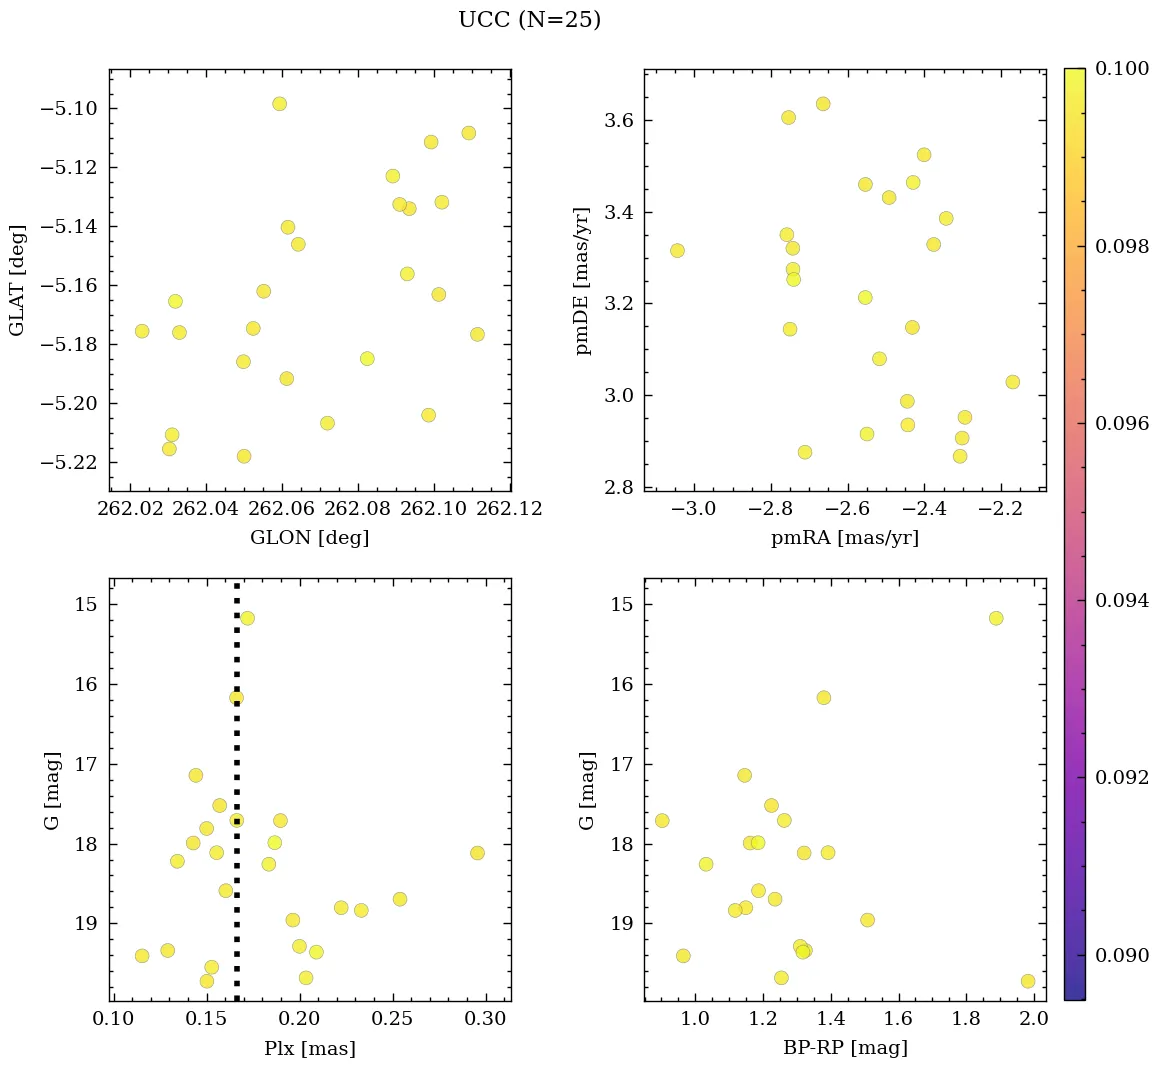 UCC (N=25)
−5.10
−5.12
−5.14
−5.16
−5.18
−5.20
−5.22
GLAT [deg]
262.02 262.04 262.06 262.08 262.10 262.12
GLON [deg]
3.6
3.4
3.2
3.0
2.8
pmDE [mas/yr]
−3.0 −2.8 −2.6 −2.4 −2.2
pmRA [mas/yr]
15
16
17
18
19
G [mag]
0.10 0.15 0.20 0.25 0.30
Plx [mas]
15
16
17
18
19
G [mag]
1.0 1.2 1.4 1.6 1.8 2.0
BP-RP [mag]
0.100
0.098
0.096
0.094
0.092
0.090